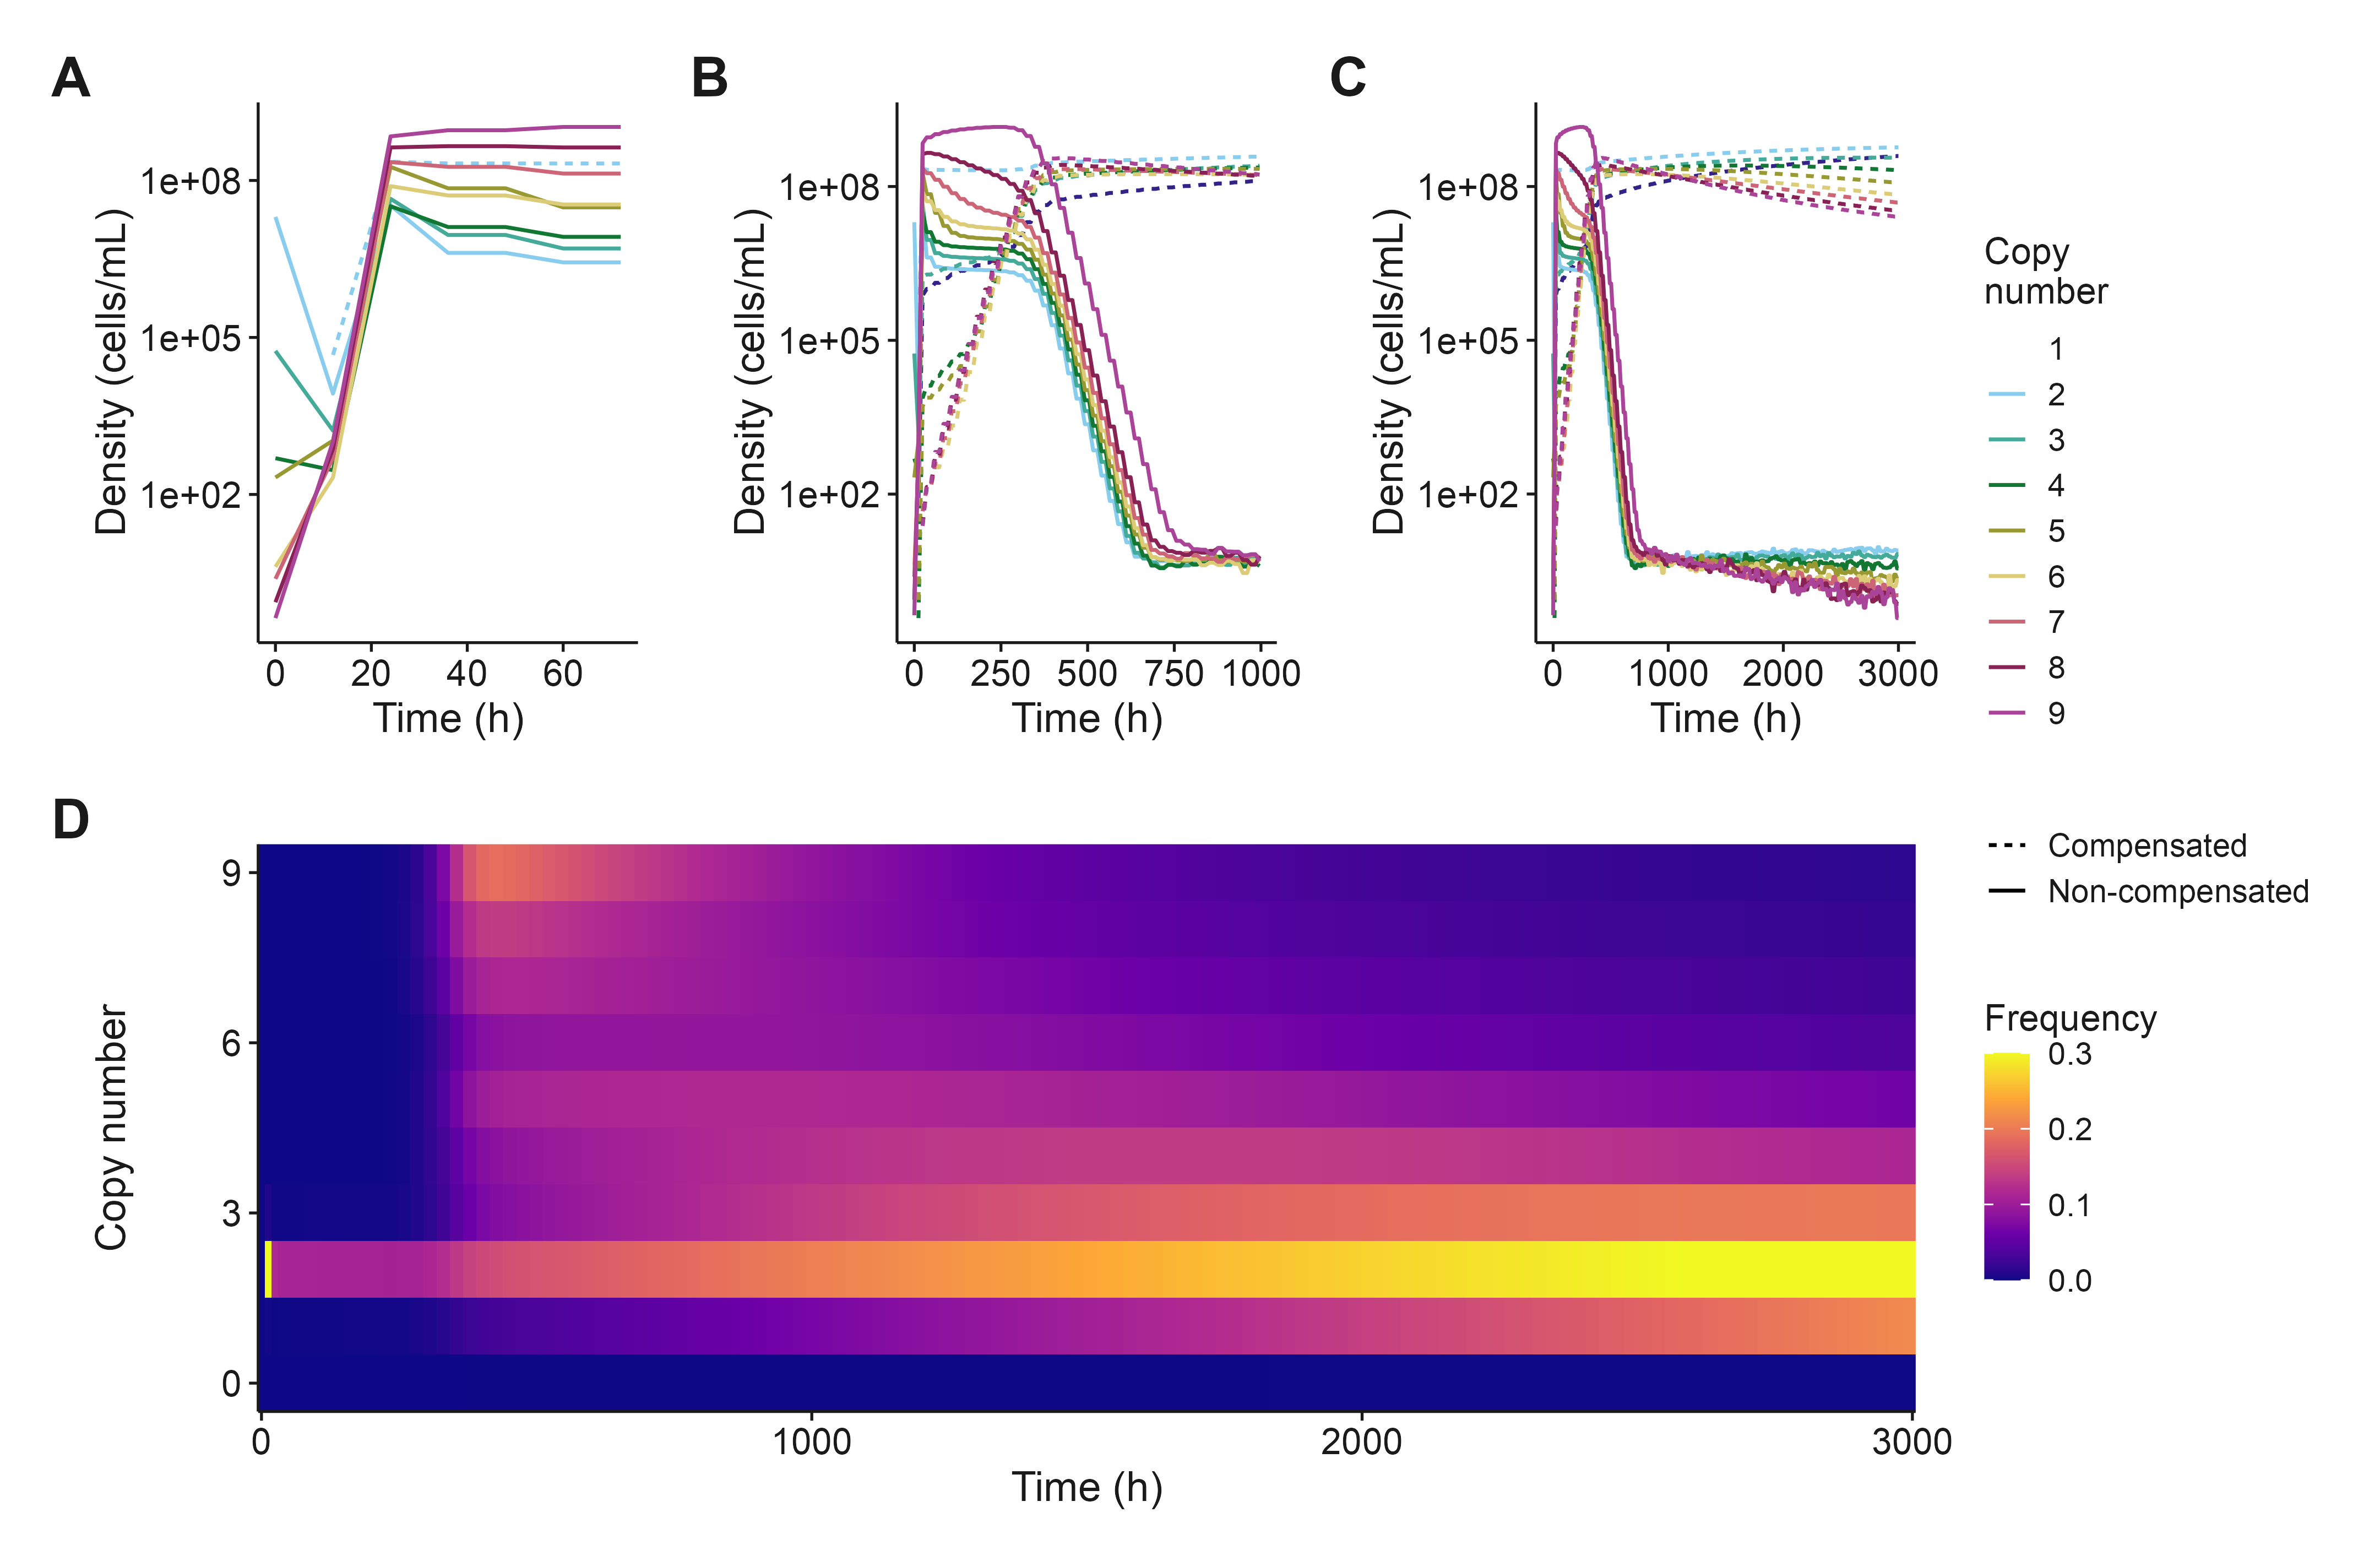 A
B
C
Density (cells/mL)
1e+08
1e+05
1e+02
0 20 40 60
Time (h)
Density (cells/mL)
1e+08
1e+05
1e+02
0 250 500 750 1000
Time (h)
Density (cells/mL)
1e+08
1e+05
1e+02
0 1000 2000 3000
Time (h)
Copy
number
1
2
3
4
5
6
7
8
9
Compensated
Non-compensated
D
Copy number
9
6
3
0
0 1000 2000 3000
Time (h)
Frequency
0.3
0.2
0.1
0.0